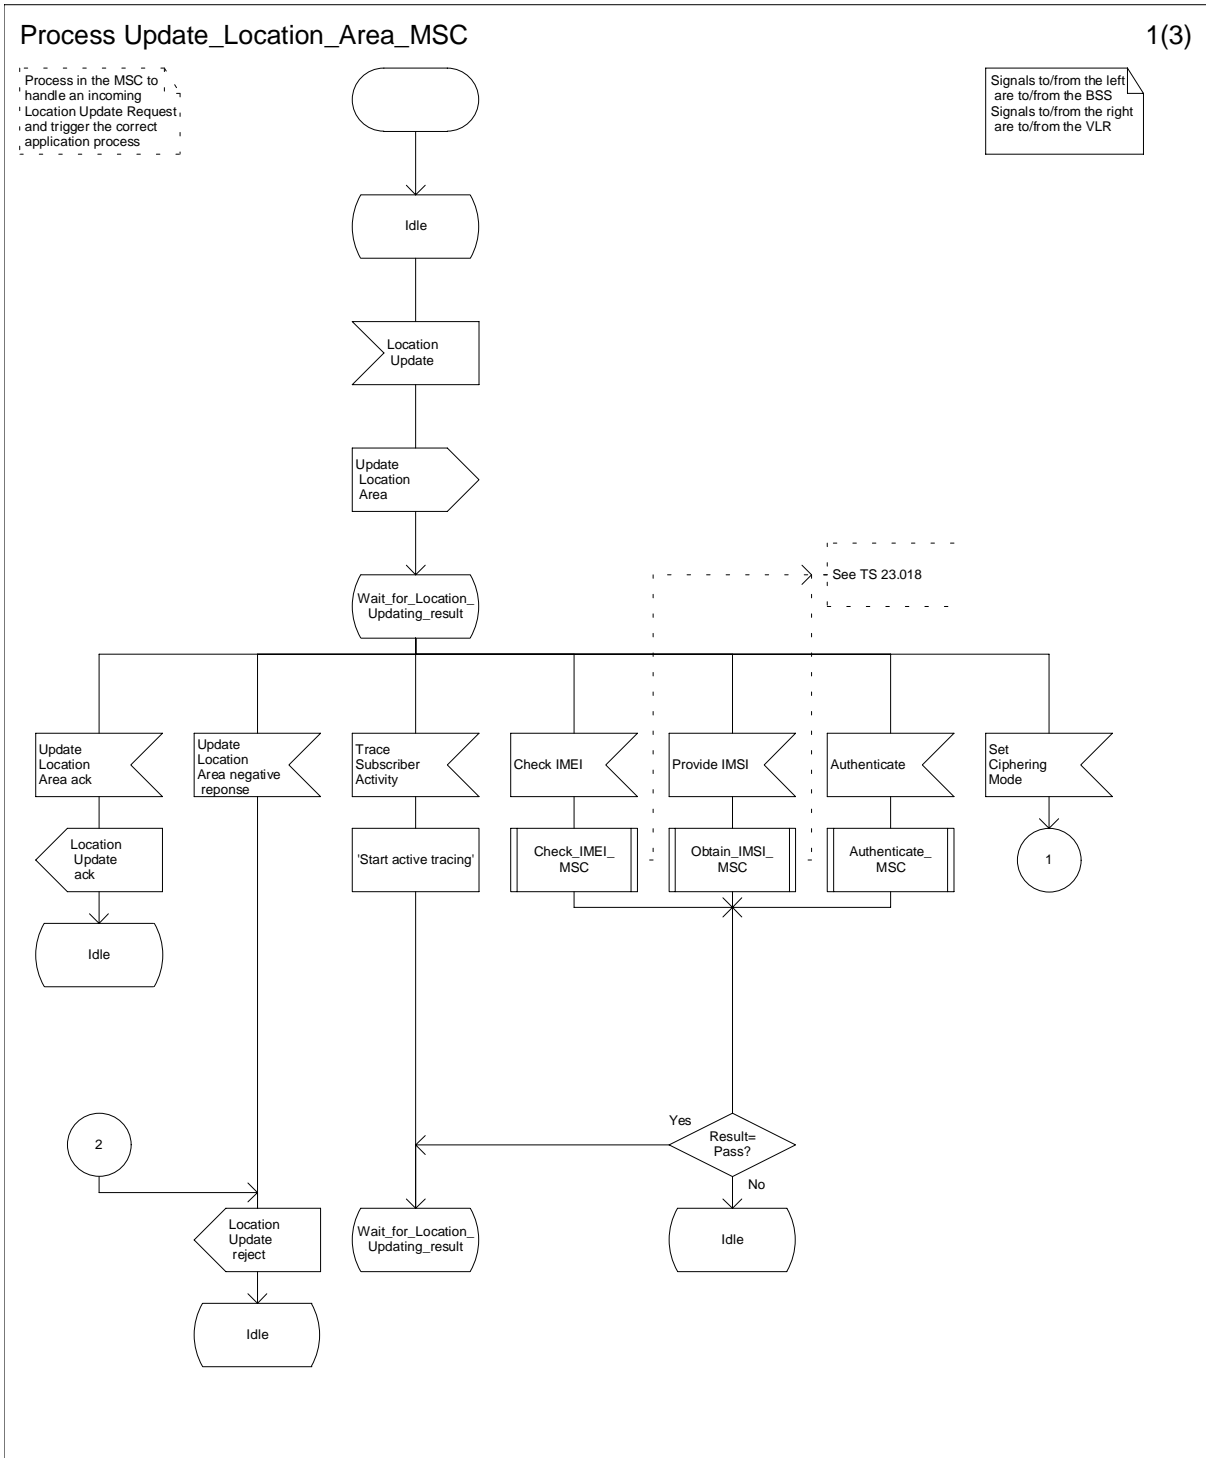 Process Update_Location_Area_MSC
1(3)
Process in the MSC to
handle an incoming
Location Update Request
and trigger the correct
application process
Signals to/from the left
are to/from the BSS
Signals to/from the right
are to/from the VLR
Idle
Location
Update
Update
Location
Area
See TS 23.018
Wait_for_Location_
Updating_result
Update
Location
Area ack
Update
Location
Area negative
reponse
Trace
Subscriber
Activity
Check IMEI
Provide IMSI
Authenticate
Set
Ciphering
Mode
Location
Update
ack
'Start active tracing'
Check_IMEI_
MSC
Obtain_IMSI_
MSC
Authenticate_
MSC
1
Idle
2
Yes
Result=
Pass?
No
Location
Update
reject
Wait_for_Location_
Updating_result
Idle
Idle